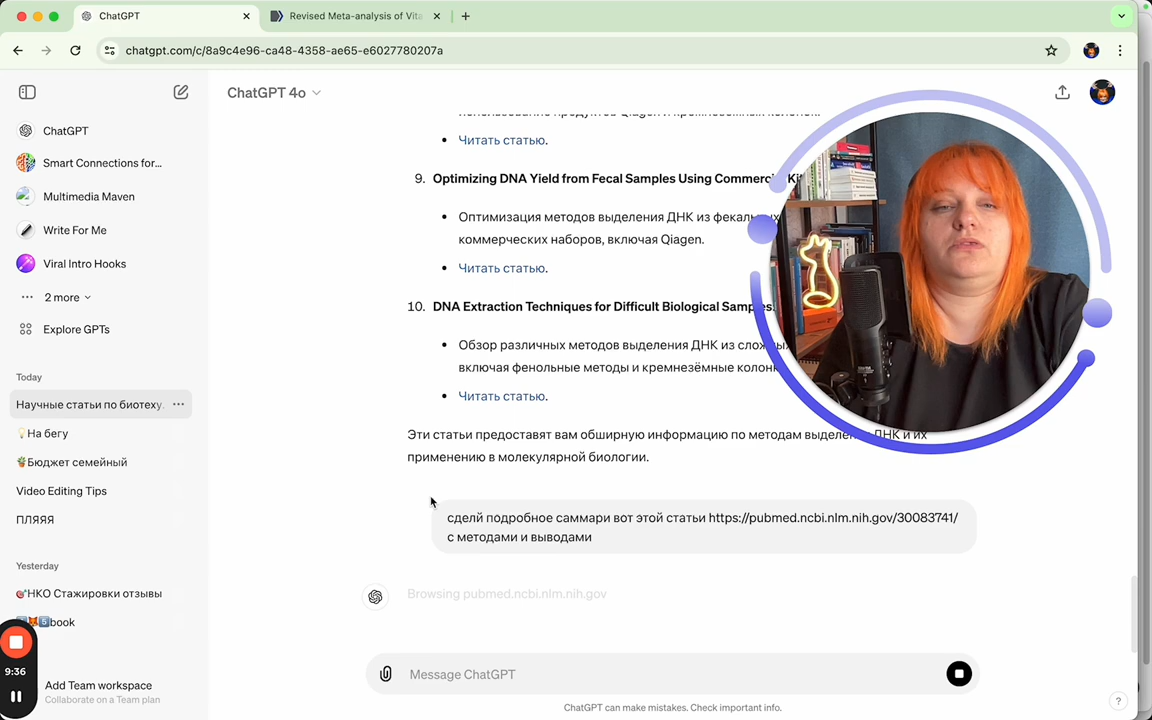 ChatGPT
Revised Meta-analysis of Vita
chatgpt.com/c/8a9c4e96-ca48-4358-ae65-e6027780207a
ChatGPT 4o
ChatGPT
Smart Connections for...
Multimedia Maven
Write For Me
Viral Intro Hooks
2 more
Explore GPTs
Today
Научные статьи по биотеху.
На бегу
Бюджет семейный
Video Editing Tips
ПЛЯЯЯ
Yesterday
НКО Стажировки отзывы
book
9:36
Add Team workspace
Collaborate on a Team plan
Читать статью.
9. Optimizing DNA Yield from Fecal Samples Using Commerc Ki
Оптимизация методов выделения ДНК из фекальных
коммерческих наборов, включая Qiagen.
Читать статью.
10. DNA Extraction Techniques for Difficult Biological Samples
Обзор различных методов выделения ДНК из сложных
включая фенольные методы и кремнезёмные колон
Читать статью.
Эти статьи предоставят вам обширную информацию по методам выделен ДНК и их
применению в молекулярной биологии.
сделй подробное саммари вот этой статьи https://pubmed.ncbi.nlm.nih.gov/30083741/
с методами и выводами
Browsing pubmed.ncbi.nlm.nih.gov
Message ChatGPT
ChatGPT can make mistakes. Check important info.
?